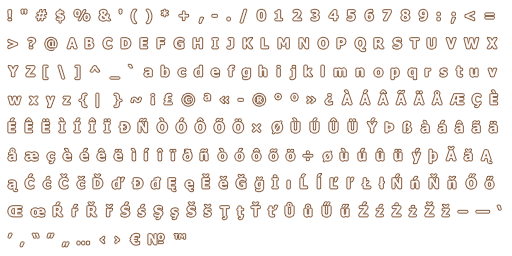 ! " # $ % & ' ( ) * + , - . / 0 1 2 3 4 5 6 7 8 9 : ; < =
> ? @ A B C D E F G H I J K L M N O P Q R S T U V W X
Y Z [ \ ] ^ _ ` a b c d e f g h i j k l m n o p q r s t u v
w x y z { | } ~ ¡ £ © ª « - ® ° º » ¿ À Á Â Ã Ä Å Æ Ç È
É Ê Ë Ì Í Î Ï Ð Ñ Ò Ó Ô Õ Ö × Ø Ù Ú Û Ü Ý Þ ß à á â ã ä
å æ ç è é ê ë ì í î ï ð ñ ò ó ô õ ö ÷ ø ù ú û ü ý þ Ă ă Ą
ą Ć ć Č č Ď ď Đ đ Ę ę Ě ě Ğ ğ İ ı Ĺ ĺ Ľ ľ Ł ł Ń ń Ň ň Ő ő
Œ œ Ŕ ŕ Ř ř Ś ś Ş ş Š š Ţ ţ Ť ť Ů ů Ű ű Ź ź Ż ż Ž ž – — ‘
’ ‚ “ ” „ … ‹ › € № ™